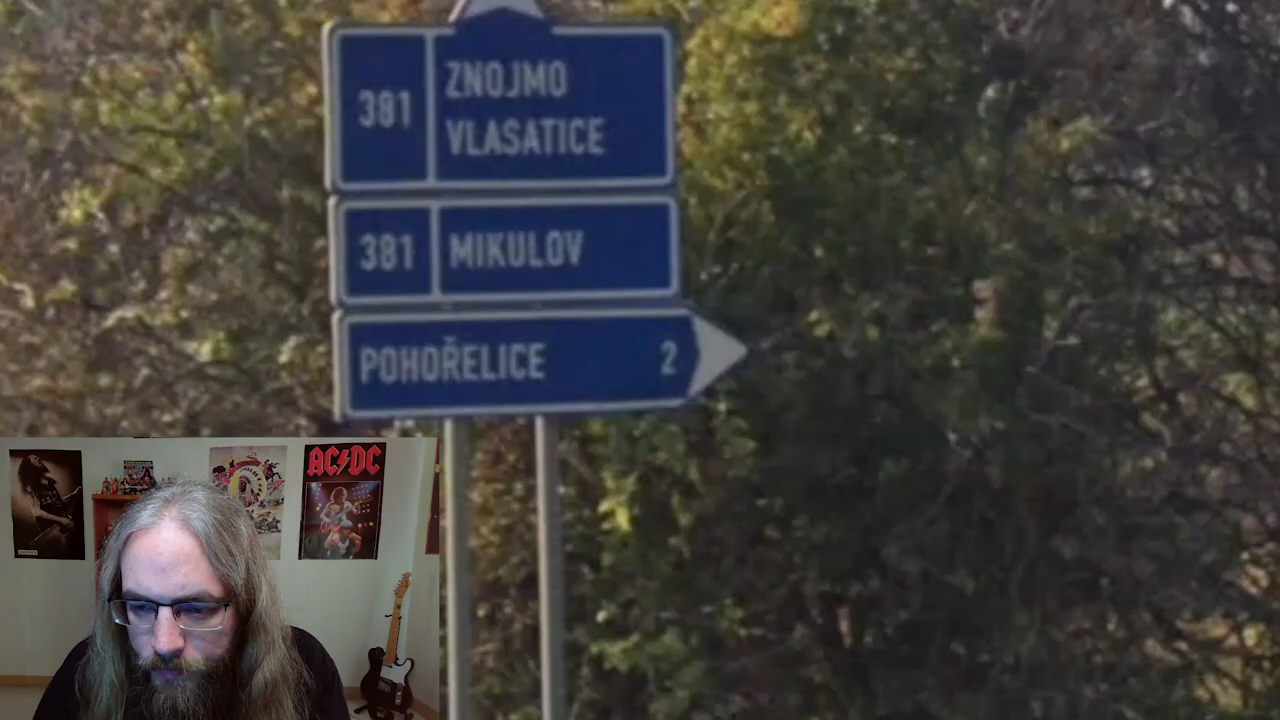 381
ZNOJMO
VLASATICE
381
MIKULOV
POHOŘELICE 2
AC/DC